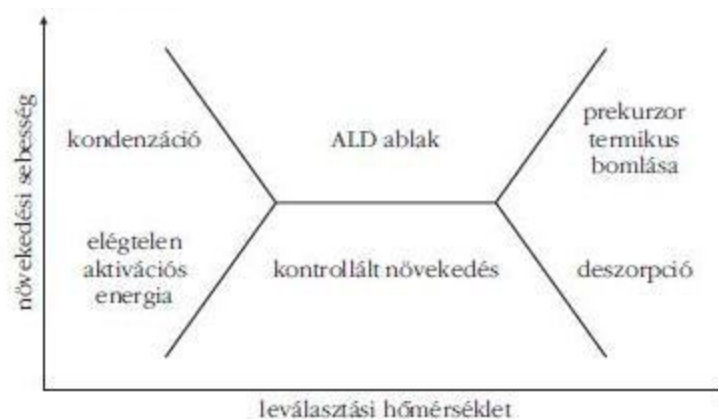 növekedési sebesség
kondenzáció
ALD ablak
prekurzor
termikus
bomlása
elégtelen
aktivációs
energia
kontrollált növekedés
deszorpció
leválasztási hőmérséklet